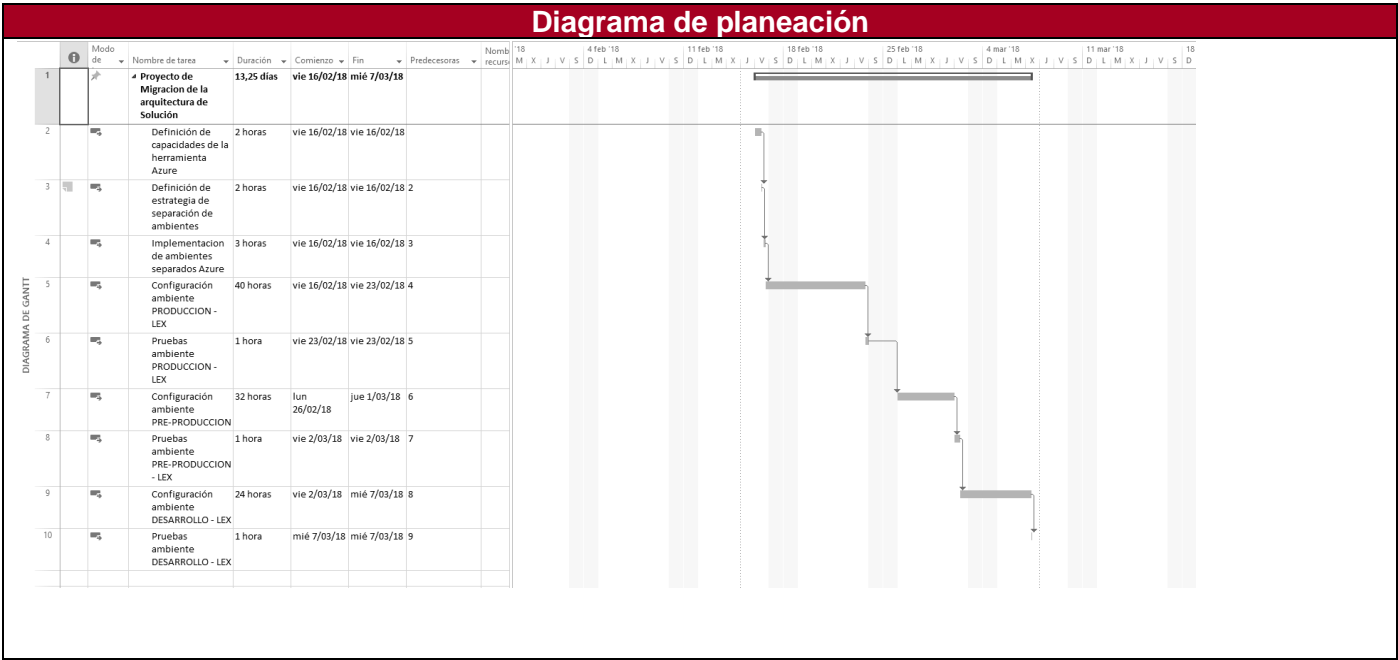 Diagrama de planeación
Modo de
Nombre de tarea
Duración
Comienzo
Fin
Predecesoras
Nomb
recurs
'18
4 feb '18
11 feb '18
18 feb '18
25 feb '18
4 mar '18
11 mar '18
18
M X J V S D L M X J V S D L M X J V S D L M X J V S D L M X J V S D L M X J V S D L M X J V S D
DIAGRAMA DE GANTT
1
Proyecto de
Migracion de la
arquitectura de
Solución
13,25 días
vie 16/02/18
mié 7/03/18
2
Definición de
capacidades de la
herramienta
Azure
2 horas
vie 16/02/18
vie 16/02/18
3
Definición de
estrategia de
separación de
ambientes
2 horas
vie 16/02/18
vie 16/02/18
2
4
Implementacion
de ambientes
separados Azure
3 horas
vie 16/02/18
vie 16/02/18
3
5
Configuración
ambiente
PRODUCCION -
LEX
40 horas
vie 16/02/18
vie 23/02/18
4
6
Pruebas
ambiente
PRODUCCION -
LEX
1 hora
vie 23/02/18
vie 23/02/18
5
7
Configuración
ambiente
PRE-PRODUCCION
32 horas
lun
26/02/18
jue 1/03/18
6
8
Pruebas
ambiente
PRE-PRODUCCION
- LEX
1 hora
vie 2/03/18
vie 2/03/18
7
9
Configuración
ambiente
DESARROLLO - LEX
24 horas
vie 2/03/18
mié 7/03/18
8
10
Pruebas
ambiente
DESARROLLO - LEX
1 hora
mié 7/03/18
mié 7/03/18
9